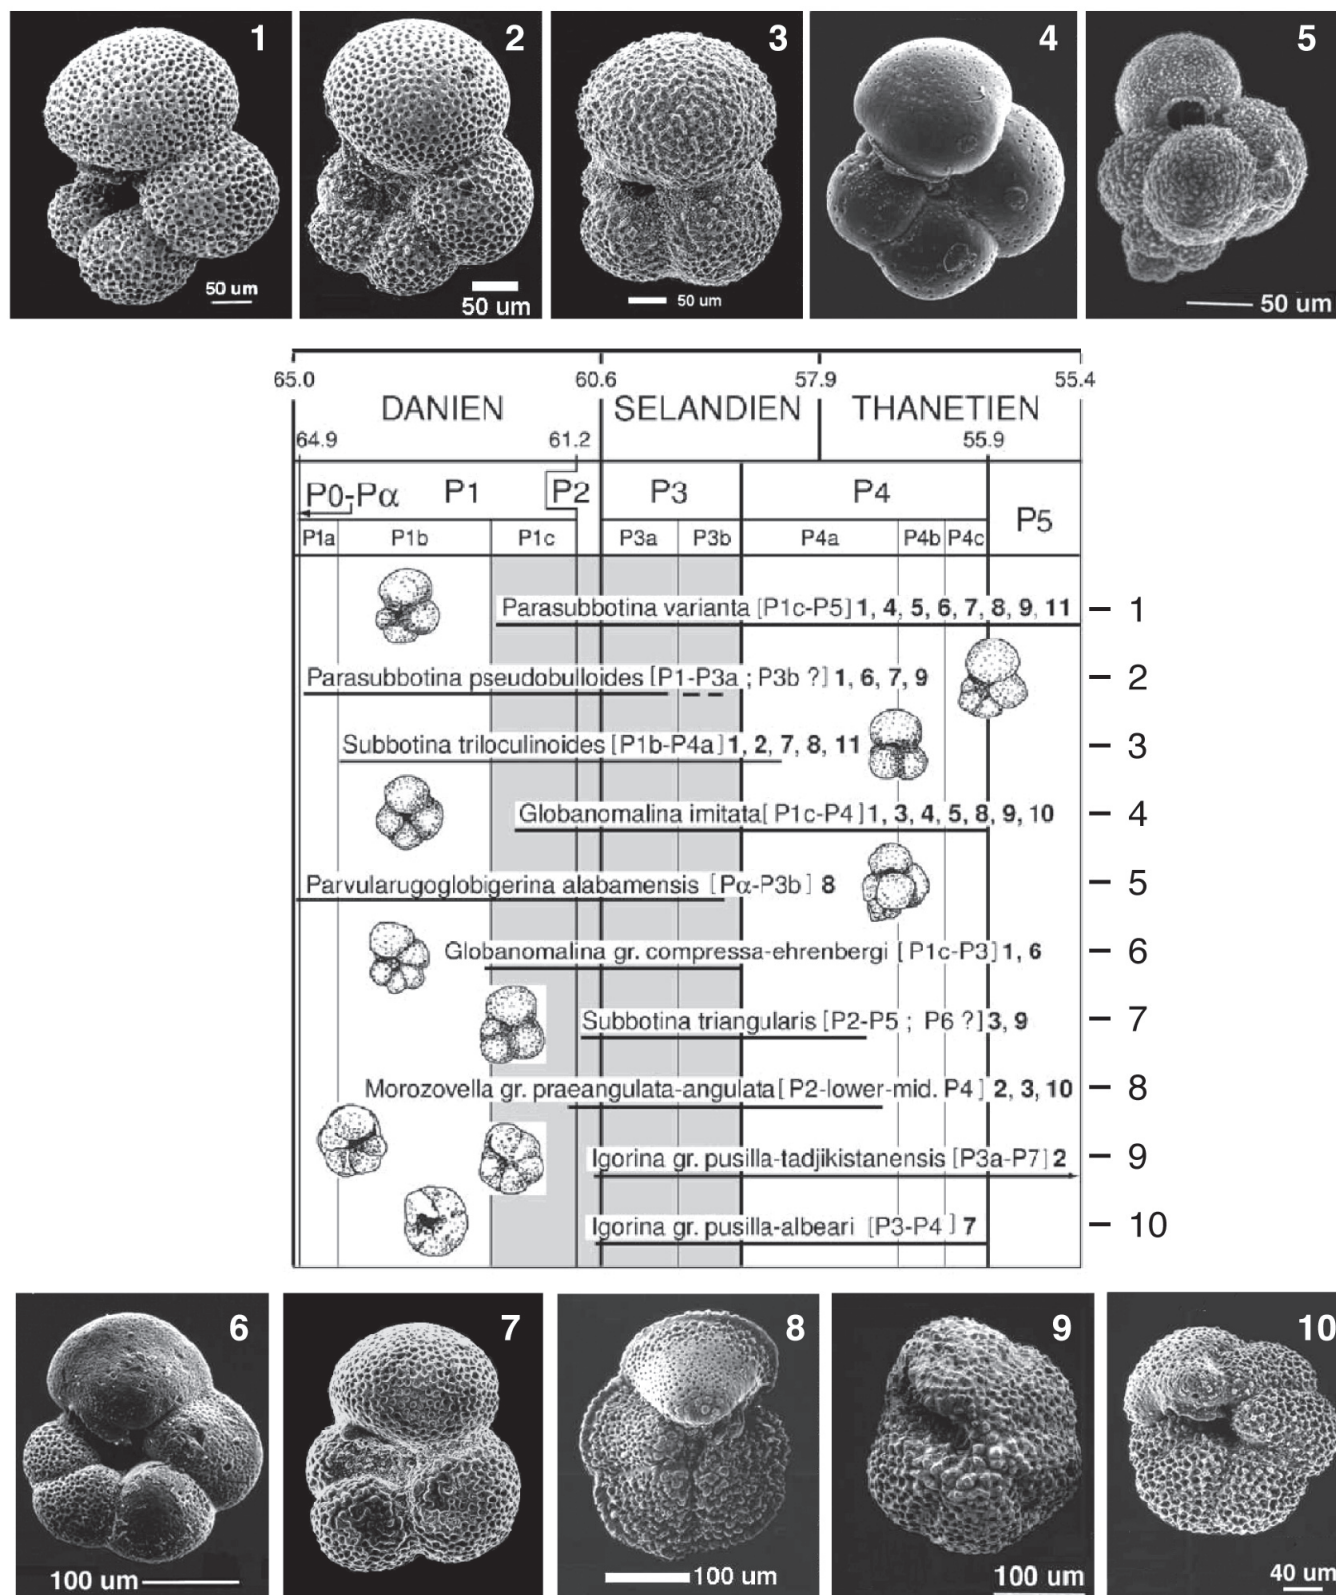 1
2
3
4
5
50 um
50 um
50 um
50 um
65.0 60.6 57.9 55.4
DANIEN SELANDIEN THANETIEN
64.9 61.2 55.9
P0-Pα P1 P2 P3 P4 P5
P1a P1b P1c P3a P3b P4a P4b P4c
Parasubbotina varianta [P1c-P5] 1, 4, 5, 6, 7, 8, 9, 11 1
Parasubbotina pseudobulloides [P1-P3a ; P3b ?] 1, 6, 7, 9 2
Subbotina triloculinoides [P1b-P4a] 1, 2, 7, 8, 11 3
Globanomalina imitata[ P1c-P4 ] 1, 3, 4, 5, 8, 9, 10 4
Parvularugoglobigerina alabamensis [Pα-P3b ] 8 5
Globanomalina gr. compressa-ehrenbergi [ P1c-P3] 1, 6 6
Subbotina triangularis [P2-P5 ; P6 ?] 3, 9 7
Morozovella gr. praeangulata-angulata[ P2-lower-mid. P4 ] 2, 3, 10 8
Igorina gr. pusilla-tadjikistanensis [P3a-P7] 2 9
Igorina gr. pusilla-albeari [P3-P4 ] 7 10
6
7
8
9
10
100 um
100 um
100 um
40 um